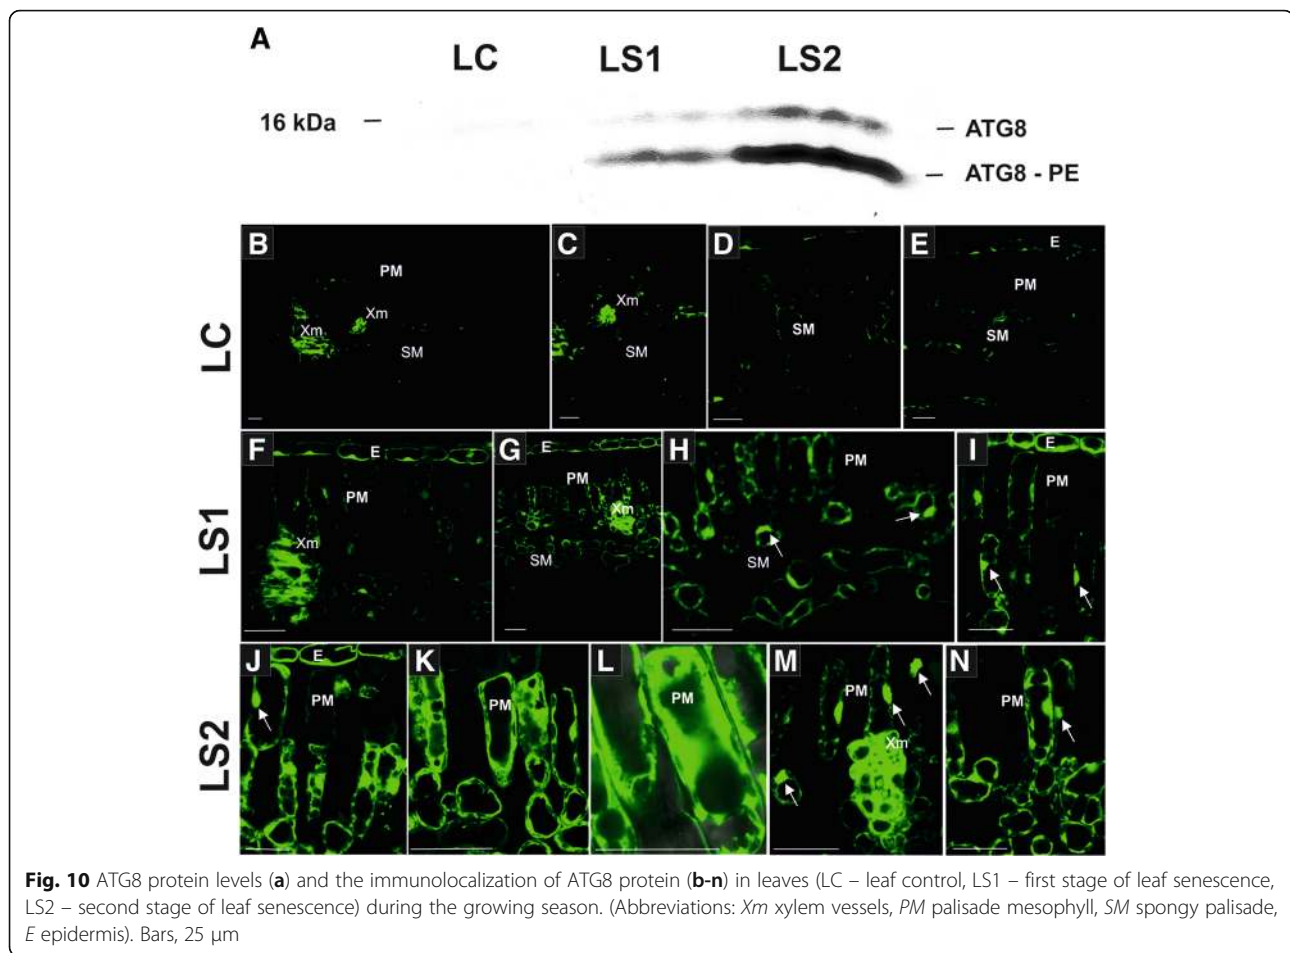 A
LC LS1 LS2
16 kDa
ATG8
ATG8 - PE
LC
B PM Xm Xm SM
C Xm SM
D SM
E E PM SM
LS1
F E PM Xm
G E PM Xm SM
H PM SM
I E PM
LS2
J E PM
K PM
L PM
M PM Xm
N PM
Fig. 10 ATG8 protein levels (a) and the immunolocalization of ATG8 protein (b-n) in leaves (LC – leaf control, LS1 – first stage of leaf senescence,
LS2 – second stage of leaf senescence) during the growing season. (Abbreviations: Xm xylem vessels, PM palisade mesophyll, SM spongy palisade,
E epidermis). Bars, 25 μm